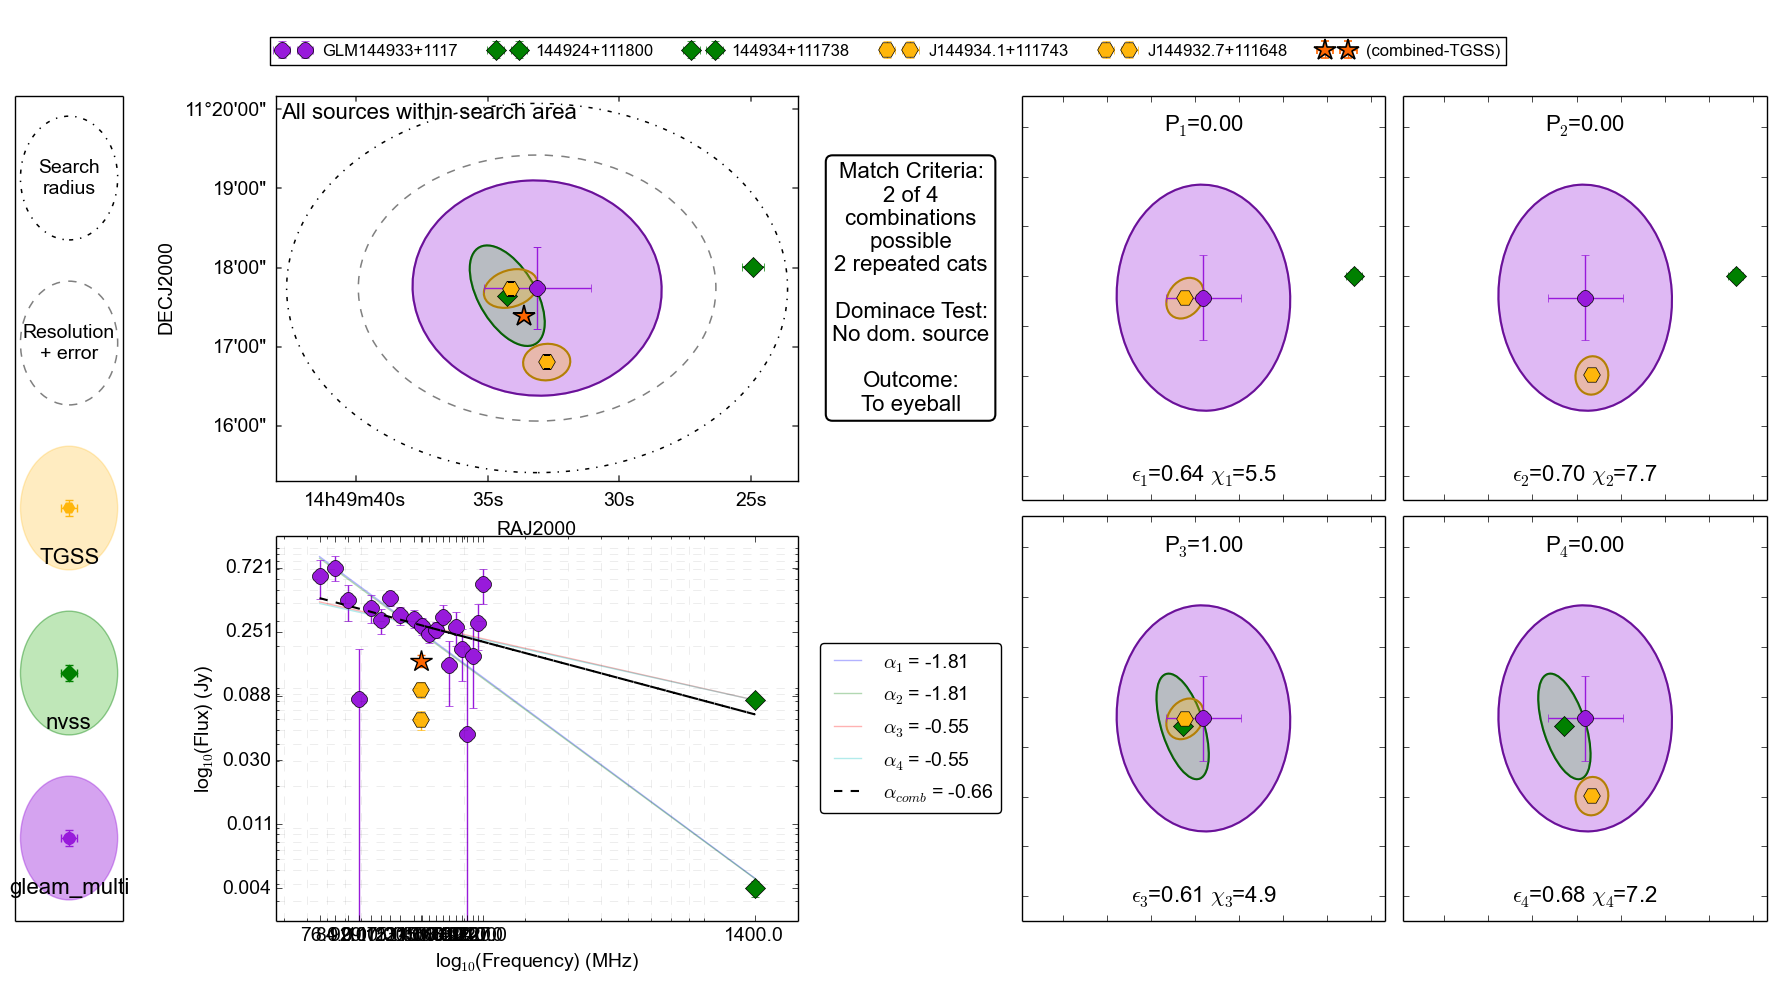 GLM144933+1117 144924+111800 144934+111738 J144934.1+111743 J144932.7+111648 (combined-TGSS)
Search
radius
Resolution
+ error
TGSS
nvss
gleam_multi
All sources within search area
DECJ2000
11°20'00"
19'00"
18'00"
17'00"
16'00"
14h49m40s 35s 30s 25s
RAJ2000
Match Criteria:
2 of 4
combinations
possible
2 repeated cats
Dominace Test:
No dom. source
Outcome:
To eyeball
P1=0.00
ϵ1=0.64 χ1=5.5
P2=0.00
ϵ2=0.70 χ2=7.7
P3=1.00
ϵ3=0.61 χ3=4.9
P4=0.00
ϵ4=0.68 χ4=7.2
log10(Flux) (Jy)
0.721
0.251
0.088
0.030
0.011
0.004
1400.0
log10(Frequency) (MHz)
α1 = -1.81
α2 = -1.81
α3 = -0.55
α4 = -0.55
αcomb = -0.66